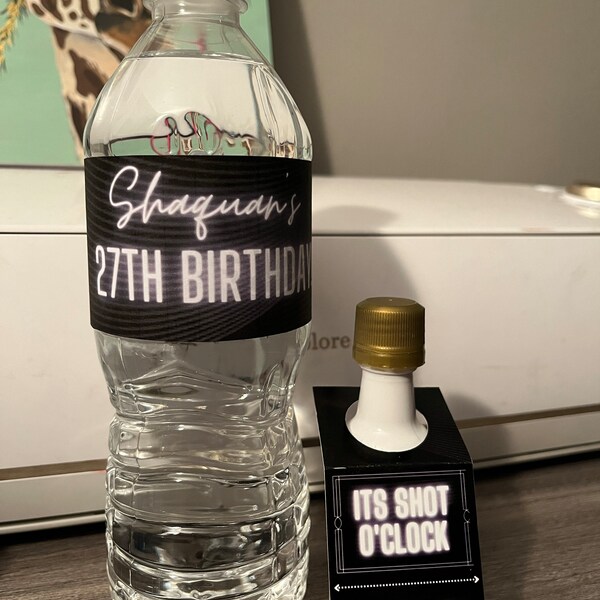 Shaquan's
27TH BIRTHDAY
ITS SHOT
O'CLOCK